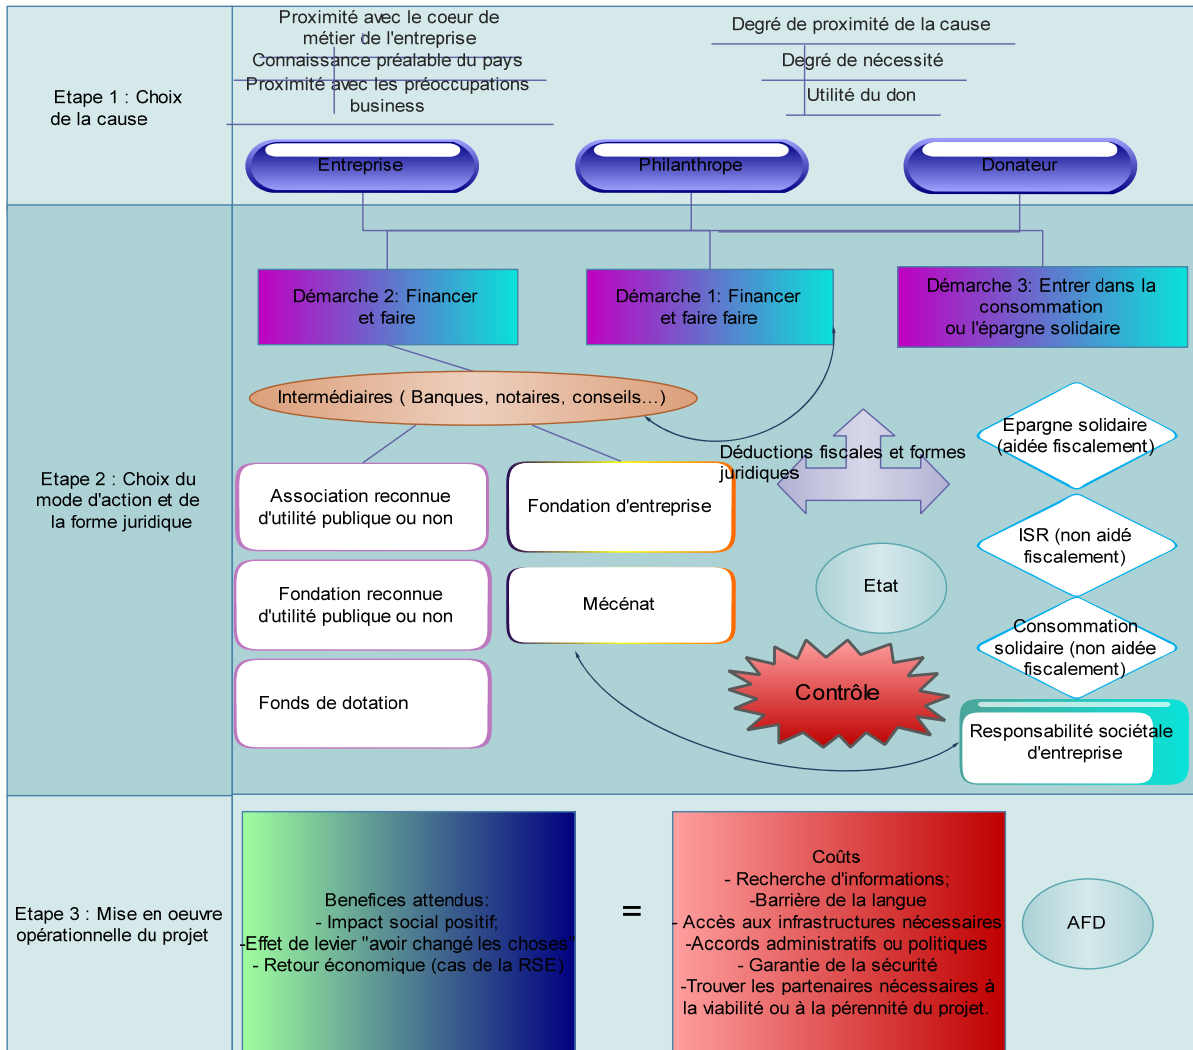 Proximité avec le coeur de
métier de l'entreprise
Connaissance préalable du pays
Proximité avec les préoccupations
business
Degré de proximité de la cause
Degré de nécessité
Utilité du don
Etape 1 : Choix
de la cause
Entreprise
Philanthrope
Donateur
Démarche 2: Financer
et faire
Démarche 1: Financer
et faire faire
Démarche 3: Entrer dans la
consommation
ou l'épargne solidaire
Intermédiaires ( Banques, notaires, conseils...)
Etape 2 : Choix du
mode d'action et de
la forme juridique
Déductions fiscales et formes
juridiques
Epargne solidaire
(aidée fiscalement)
Association reconnue
d'utilité publique ou non
Fondation d'entreprise
ISR (non aidé
fiscalement)
Fondation reconnue
d'utilité publique ou non
Mécénat
Etat
Consommation
solidaire (non aidée
fiscalement)
Fonds de dotation
Contrôle
Responsabilité sociétale
d'entreprise
Etape 3 : Mise en oeuvre
opérationnelle du projet
Benefices attendus:
- Impact social positif;
-Effet de levier "avoir changé les choses"
- Retour économique (cas de la RSE)
=
Coûts
- Recherche d'informations;
-Barrière de la langue
- Accès aux infrastructures nécessaires
-Accords administratifs ou politiques
- Garantie de la sécurité
-Trouver les partenaires nécessaires à
la viabilité ou à la pérennité du projet.
AFD